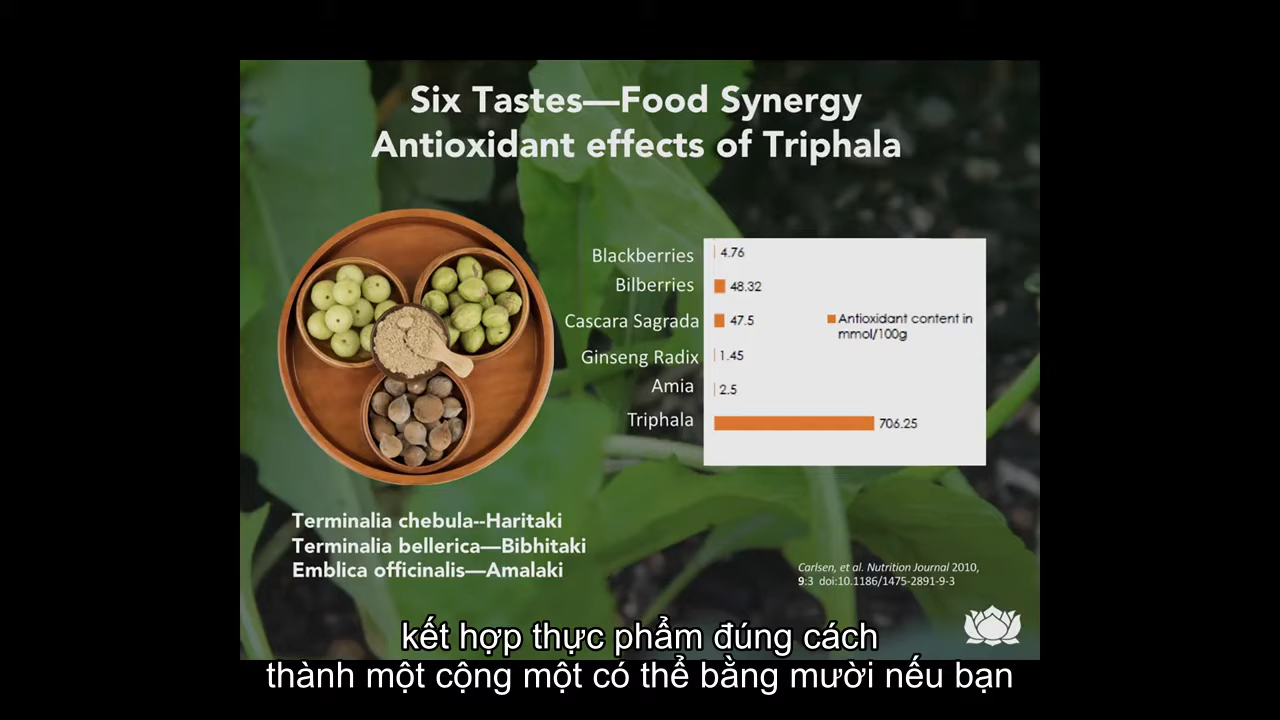 Six Tastes—Food Synergy
Antioxidant effects of Triphala
Blackberries 4.76
Bilberries 48.32
Cascara Sagrada 47.5
Antioxidant content in
mmol/100g
Ginseng Radix 1.45
Amia 2.5
Triphala 706.25
Terminalia chebula--Haritaki
Terminalia bellerica—Bibhitaki
Emblica officinalis—Amalaki
Carlsen, et al. Nutrition Journal 2010,
9:3 doi:10.1186/1475-2891-9-3
kết hợp thực phẩm đúng cách
thành một cộng một có thể bằng mười nếu bạn